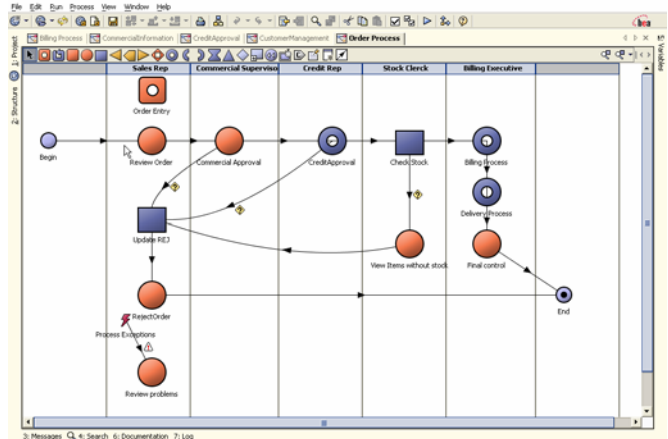 File Edit Run Process View Window Help
bea
Billing Process CommercialInformation CreditApproval CustomerManagement Order Process
1: Project
2: Structure
5: Variables
Sales Rep Commercial Superviso Credit Rep Stock Clerck Billing Executive
Order Entry
Begin Review Order Commercial Approval CreditApproval Check Stock Billing Process
Delivery Process
Update REJ
View Items without stock Final control
RejectOrder End
Process Exceptions
Review problems
3: Messages 4: Search 6: Documentation 7: Log